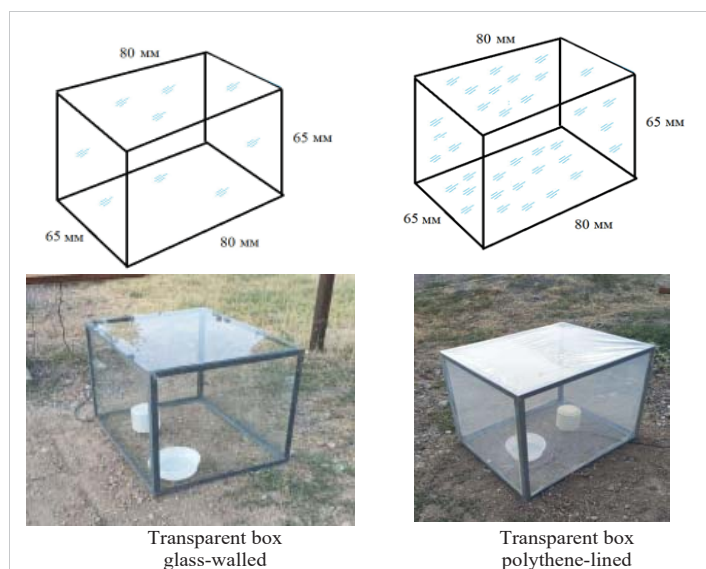 80 мм
80 мм
65 мм
65 мм
65 мм
80 мм
65 мм
80 мм
Transparent box
glass-walled
Transparent box
polythene-lined